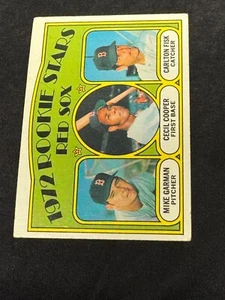 1972 ROOKIE STARS
RED SOX
CARLTON FISK
CATCHER
CECIL COOPER
FIRST BASE
MIKE GARMAN
PITCHER